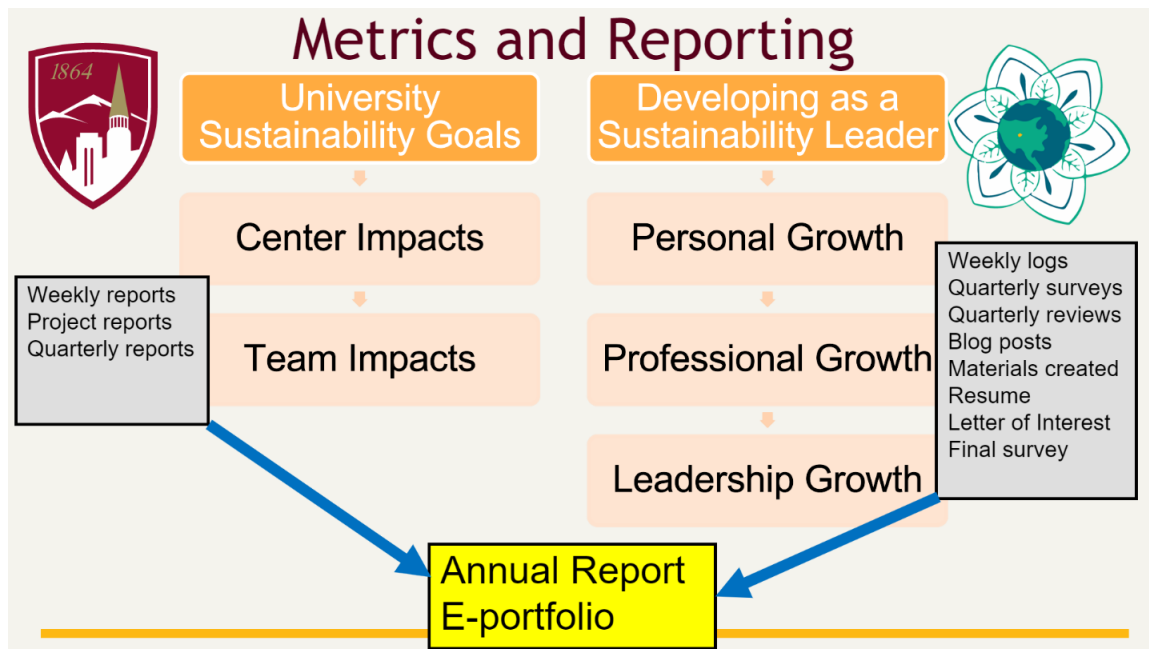 Metrics and Reporting
1864
University
Sustainability Goals
Center Impacts
Team Impacts
Weekly reports
Project reports
Quarterly reports
Developing as a
Sustainability Leader
Personal Growth
Professional Growth
Leadership Growth
Weekly logs
Quarterly surveys
Quarterly reviews
Blog posts
Materials created
Resume
Letter of Interest
Final survey
Annual Report
E-portfolio